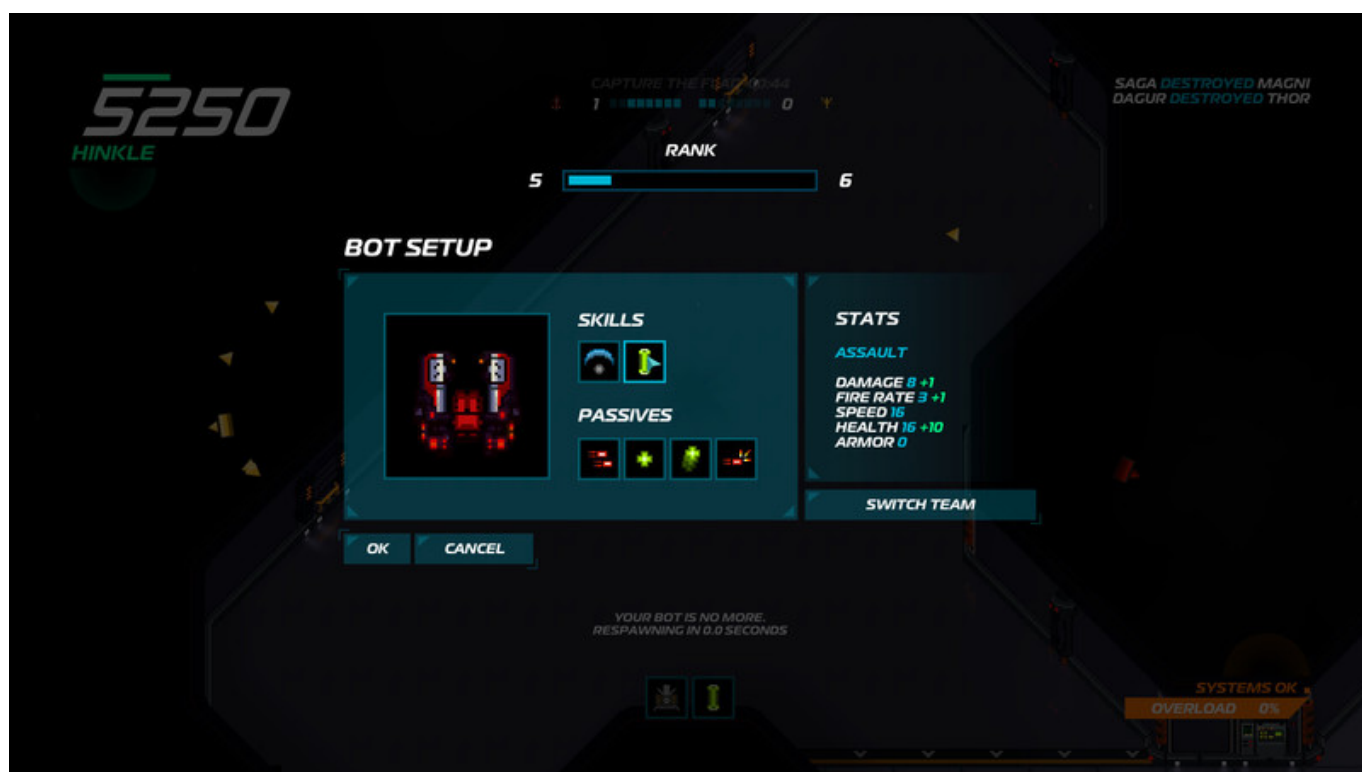 5250
HINKLE
CAPTURE THE FLAG 00:44
1 0
SAGA DESTROYED MAGNI
DAGUR DESTROYED THOR
RANK
5 6
BOT SETUP
SKILLS
PASSIVES
STATS
ASSAULT
DAMAGE 8 +1
FIRE RATE 3 +1
SPEED 16
HEALTH 16 +10
ARMOR 0
SWITCH TEAM
OK CANCEL
YOUR BOT IS NO MORE.
RESPAWNING IN 0.0 SECONDS
SYSTEMS OK
OVERLOAD 0%